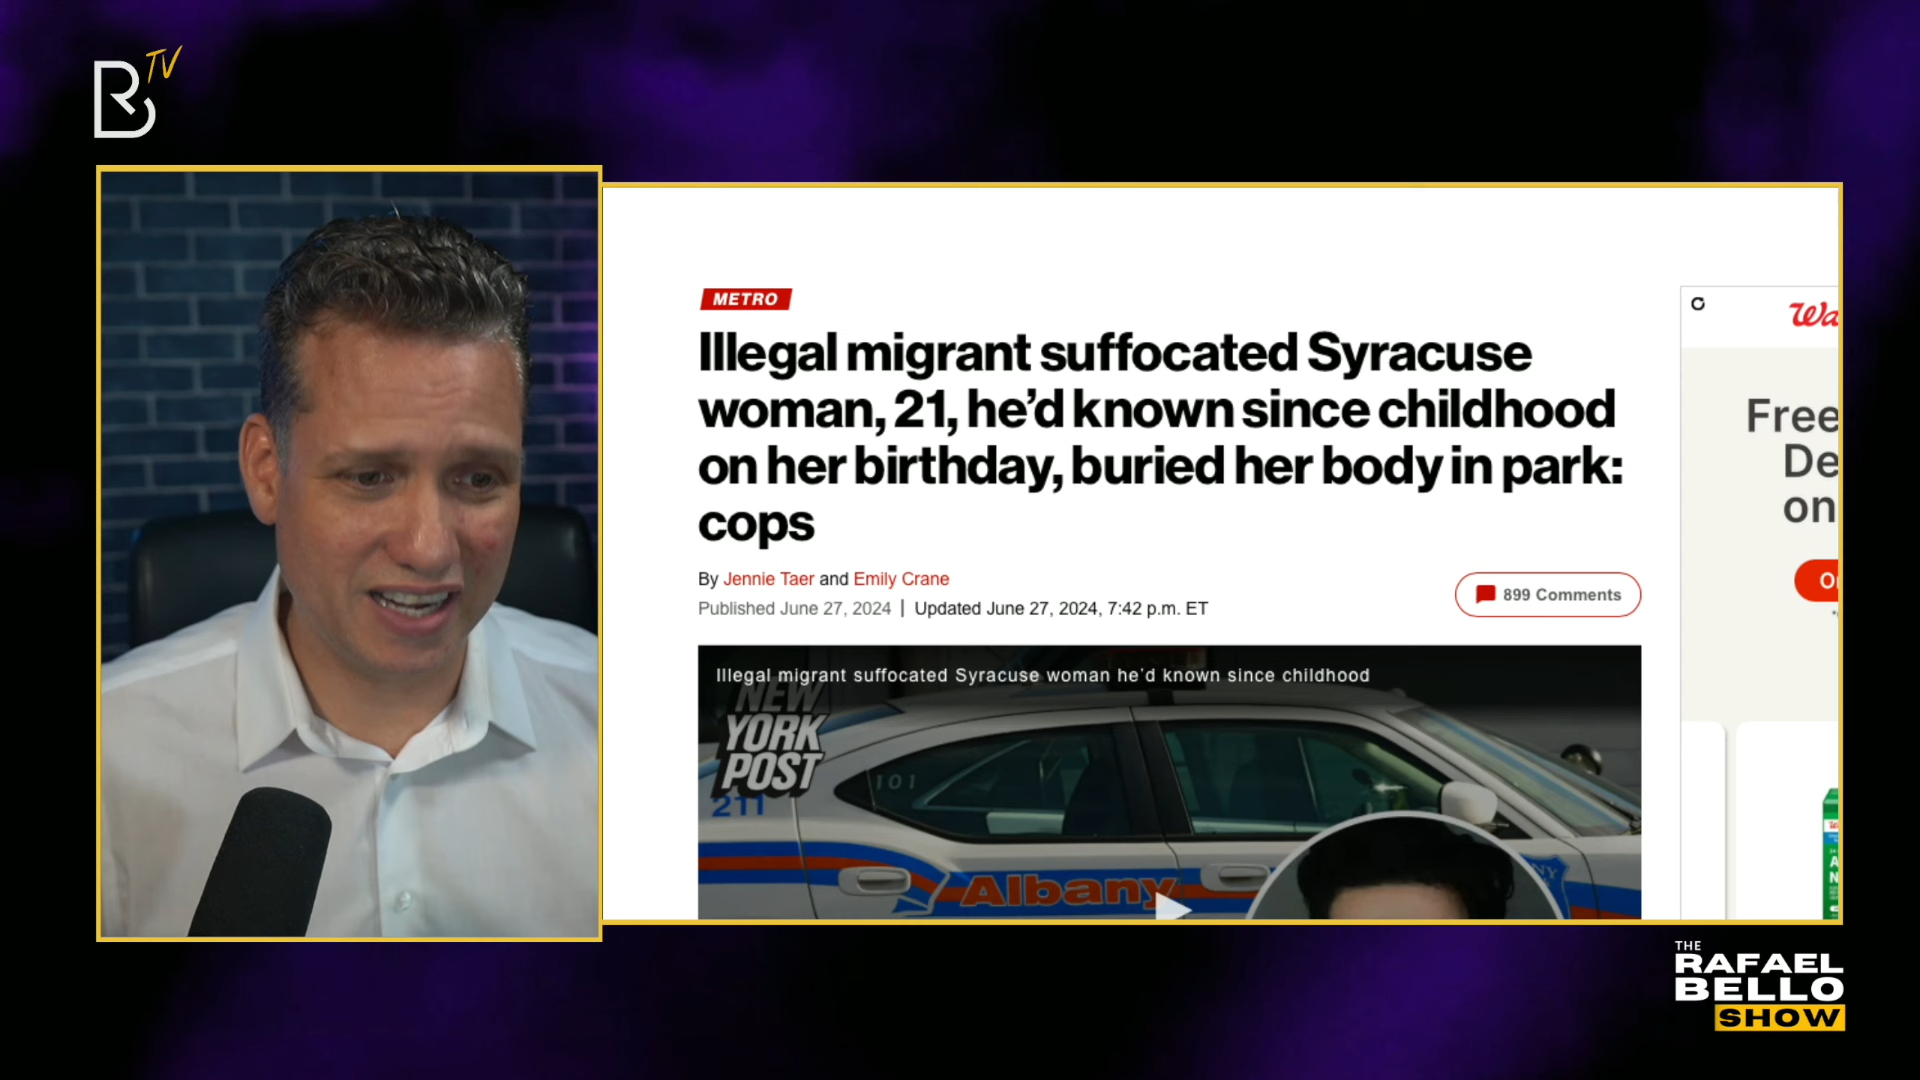 RB TV
METRO
Illegal migrant suffocated Syracuse
woman, 21, he’d known since childhood
on her birthday, buried her body in park:
cops
By Jennie Taer and Emily Crane
Published June 27, 2024 | Updated June 27, 2024, 7:42 p.m. ET
899 Comments
Illegal migrant suffocated Syracuse woman he’d known since childhood
NEW
YORK
POST
101
211
Albany
NY
Wa
Free
De
on
O
THE
RAFAEL
BELLO
SHOW